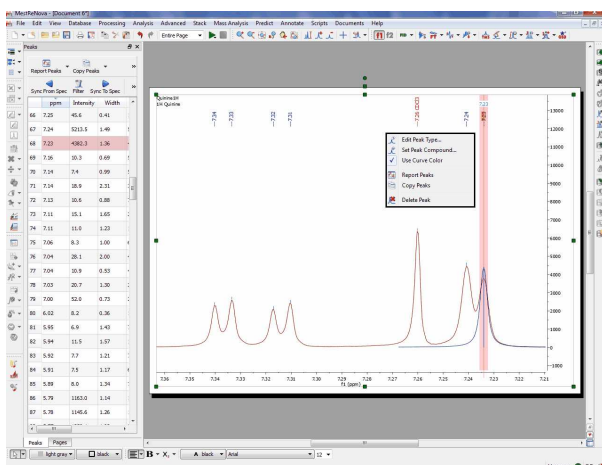 MestReNova - [Document 6*]
File Edit View Database Processing Analysis Advanced Stack Mass Analysis Predict Annotate Scripts Documents Help
Entire Page
Peaks
Report Peaks Copy Peaks
Sync From Spec Filter Sync To Spec
ppm Intensity Width
66 7.25 45.6 0.41
67 7.24 5213.5 1.49
68 7.23 4382.3 1.36
69 7.16 10.3 0.69
70 7.14 7.4 0.99
71 7.14 18.9 2.31
72 7.13 10.6 0.88
73 7.11 15.1 1.65
74 7.11 11.0 1.23
75 7.06 8.3 1.00
76 7.04 28.1 2.00
77 7.04 10.9 0.53
78 7.03 20.7 1.30
79 7.00 52.0 0.73
80 6.02 8.2 0.36
81 5.95 6.9 1.43
82 5.94 11.5 1.57
83 5.92 7.7 1.21
84 5.91 7.5 1.17
85 5.89 8.0 1.34
86 5.79 1163.0 1.14
87 5.78 1145.6 1.26
Peaks Pages
1H Quinine
7.34
7.33
7.32
7.31
7.26
7.24
7.23
7.23
Edit Peak Type...
Set Peak Compound...
Use Curve Color
Report Peaks
Copy Peaks
Delete Peak
13000
12000
11000
10000
9000
8000
7000
6000
5000
4000
3000
2000
1000
0
-1000
7.36 7.35 7.34 7.33 7.32 7.31 7.30 7.29 7.28 7.27 7.26 7.25 7.24 7.23 7.22 7.21
f1 (ppm)
light gray black B X, A black Arial 12